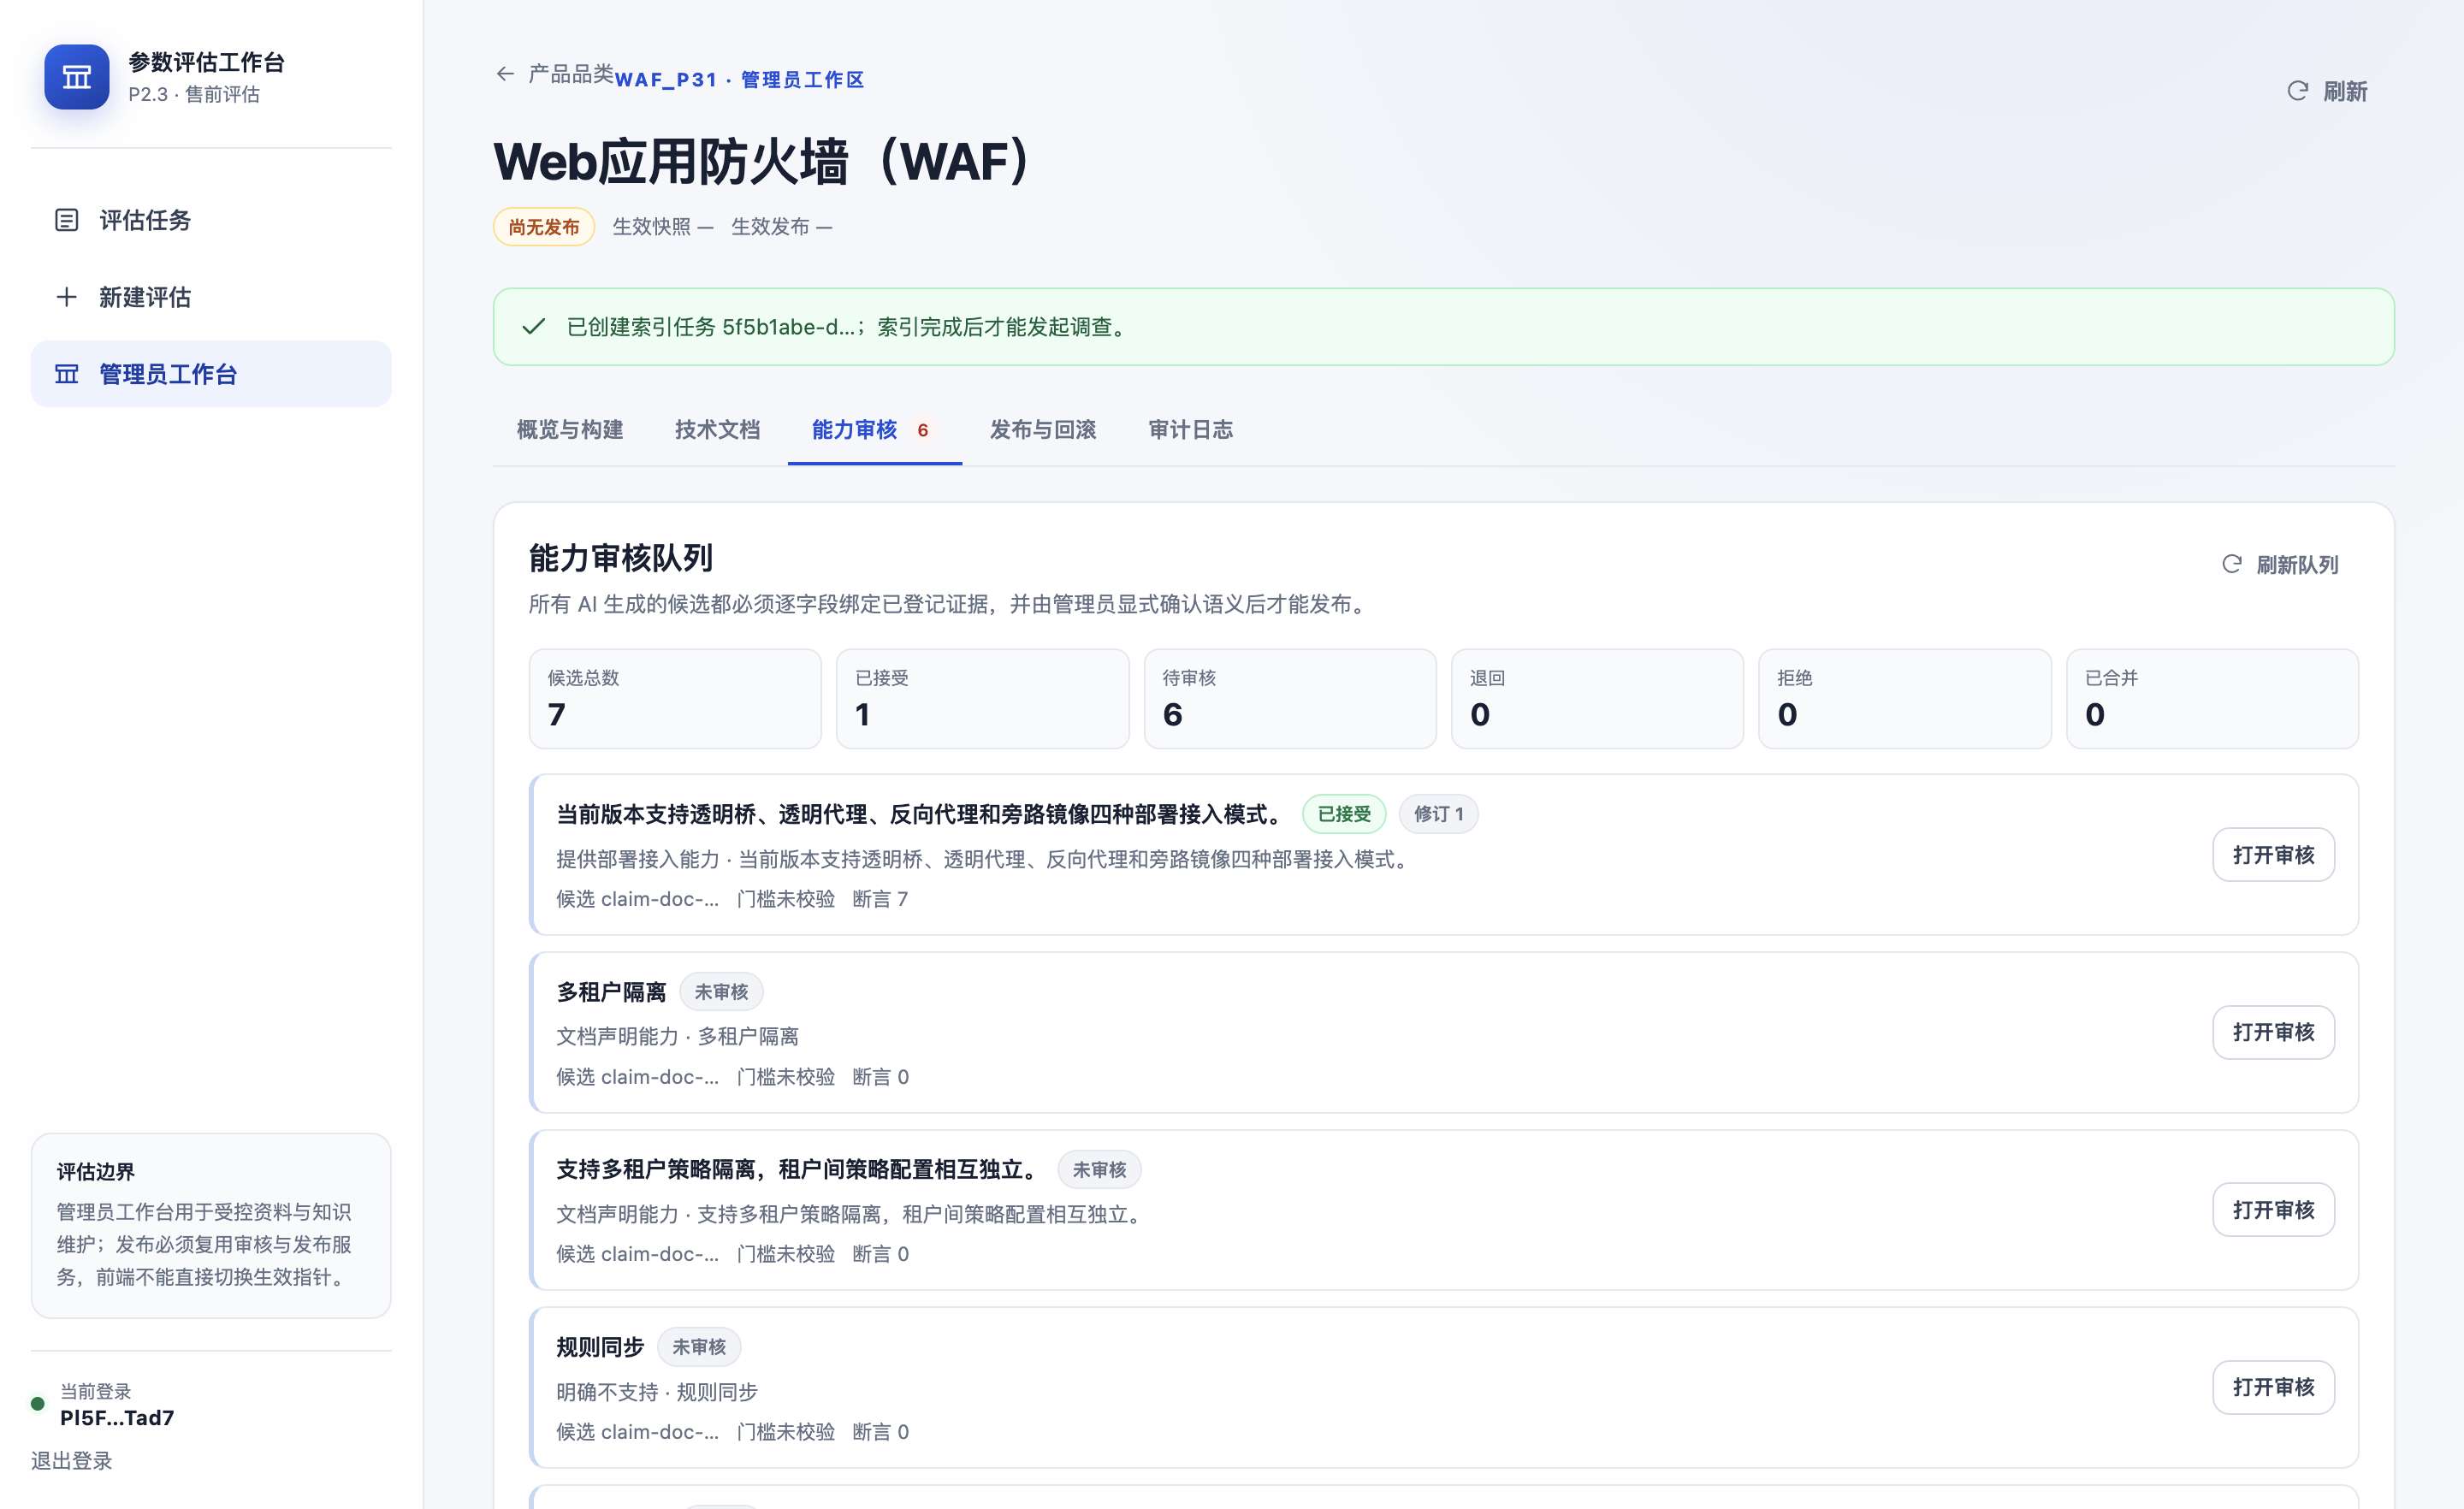 参数评估工作台
P2.3 · 售前评估
评估任务
新建评估
管理员工作台
评估边界
管理员工作台用于受控资料与知识
维护；发布必须复用审核与发布服
务，前端不能直接切换生效指针。
当前登录
Pl5F...Tad7
退出登录
产品品类
WAF_P31 · 管理员工作区
刷新
Web应用防火墙（WAF）
尚无发布 生效快照 — 生效发布 —
已创建索引任务 5f5b1abe-d...；索引完成后才能发起调查。
概览与构建 技术文档 能力审核 6 发布与回滚 审计日志
能力审核队列
刷新队列
所有 AI 生成的候选都必须逐字段绑定已登记证据，并由管理员显式确认语义后才能发布。
候选总数 已接受 待审核 退回 拒绝 已合并
7 1 6 0 0 0
当前版本支持透明桥、透明代理、反向代理和旁路镜像四种部署接入模式。 已接受 修订 1
提供部署接入能力 · 当前版本支持透明桥、透明代理、反向代理和旁路镜像四种部署接入模式。
候选 claim-doc-... 门槛未校验 断言 7
打开审核
多租户隔离 未审核
文档声明能力 · 多租户隔离
候选 claim-doc-... 门槛未校验 断言 0
打开审核
支持多租户策略隔离，租户间策略配置相互独立。 未审核
文档声明能力 · 支持多租户策略隔离，租户间策略配置相互独立。
候选 claim-doc-... 门槛未校验 断言 0
打开审核
规则同步 未审核
明确不支持 · 规则同步
候选 claim-doc-... 门槛未校验 断言 0
打开审核